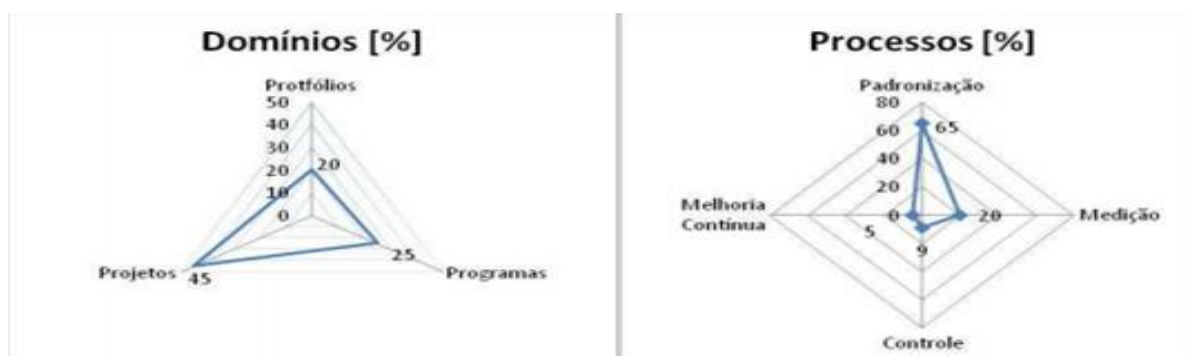 Domínios [%]
Protfólios
50
40
30
20
10
0
20
25
45
Projetos
Programas
Processos [%]
Padronização
80
60
40
20
0
65
20
9
5
Melhoria
Contínua
Medição
Controle